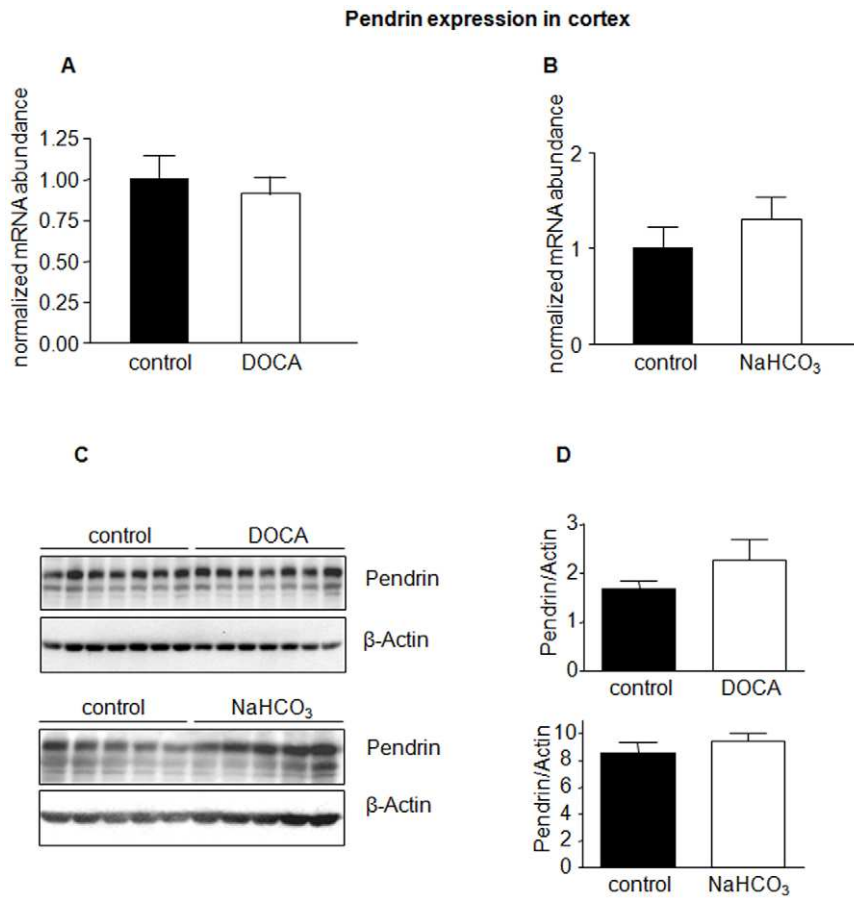 Pendrin expression in cortex
A
normalized mRNA abundance
1.25
1.00
0.75
0.50
0.25
0.00
control DOCA
B
normalized mRNA abundance
2
1
0
control NaHCO₃
C
control DOCA
Pendrin
β-Actin
control NaHCO₃
Pendrin
β-Actin
D
Pendrin/Actin
3
2
1
0
control DOCA
Pendrin/Actin
10
8
6
4
2
0
control NaHCO₃